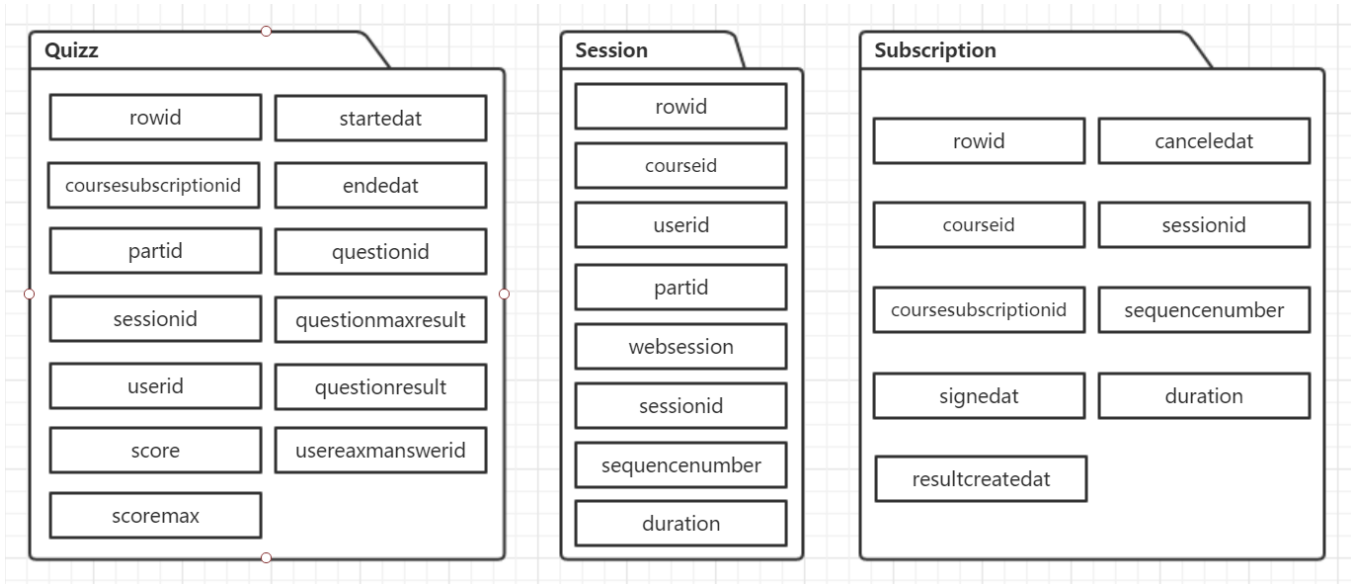 Quizz
rowid
startedat
coursesubscriptionid
endedat
partid
questionid
sessionid
questionmaxresult
userid
questionresult
score
usereaxmanswerid
scoremax
Session
rowid
courseid
userid
partid
websession
sessionid
sequencenumber
duration
Subscription
rowid
canceledat
courseid
sessionid
coursesubscriptionid
sequencenumber
signedat
duration
resultcreatedat